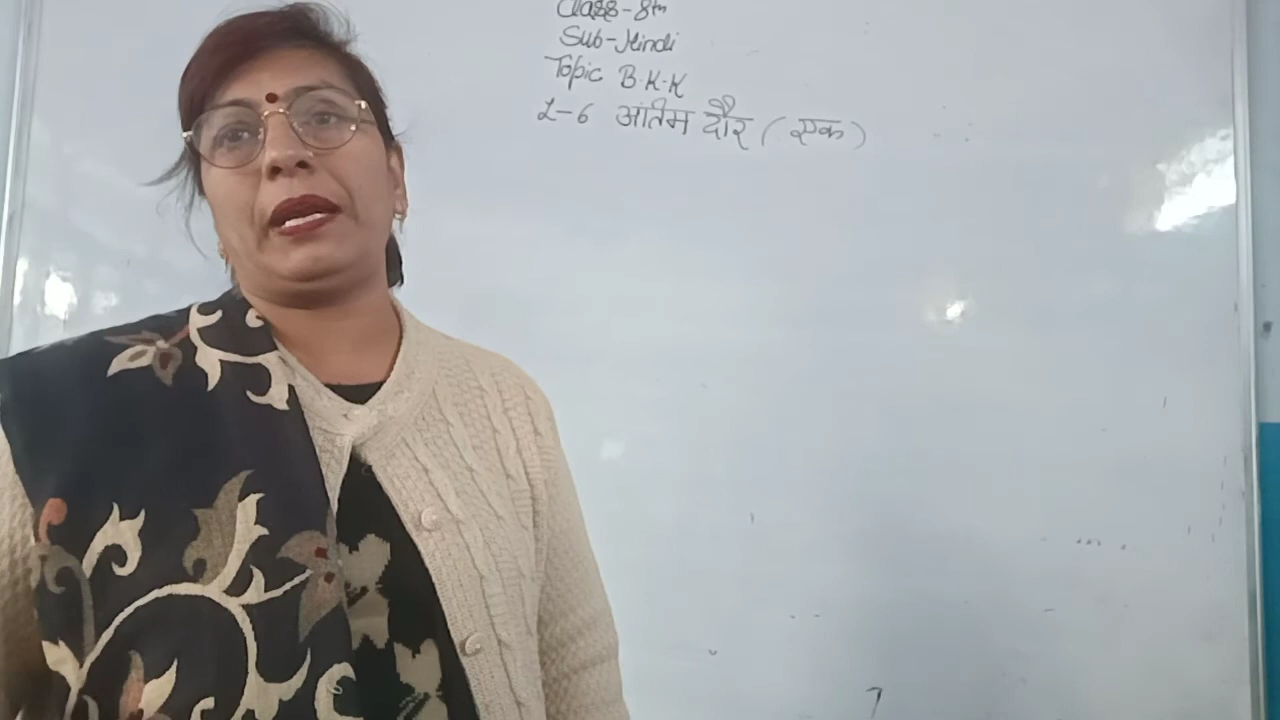 Class-8th
Sub-Hindi
Topic B.K.K
L-6 अंतिम दौर (एक)